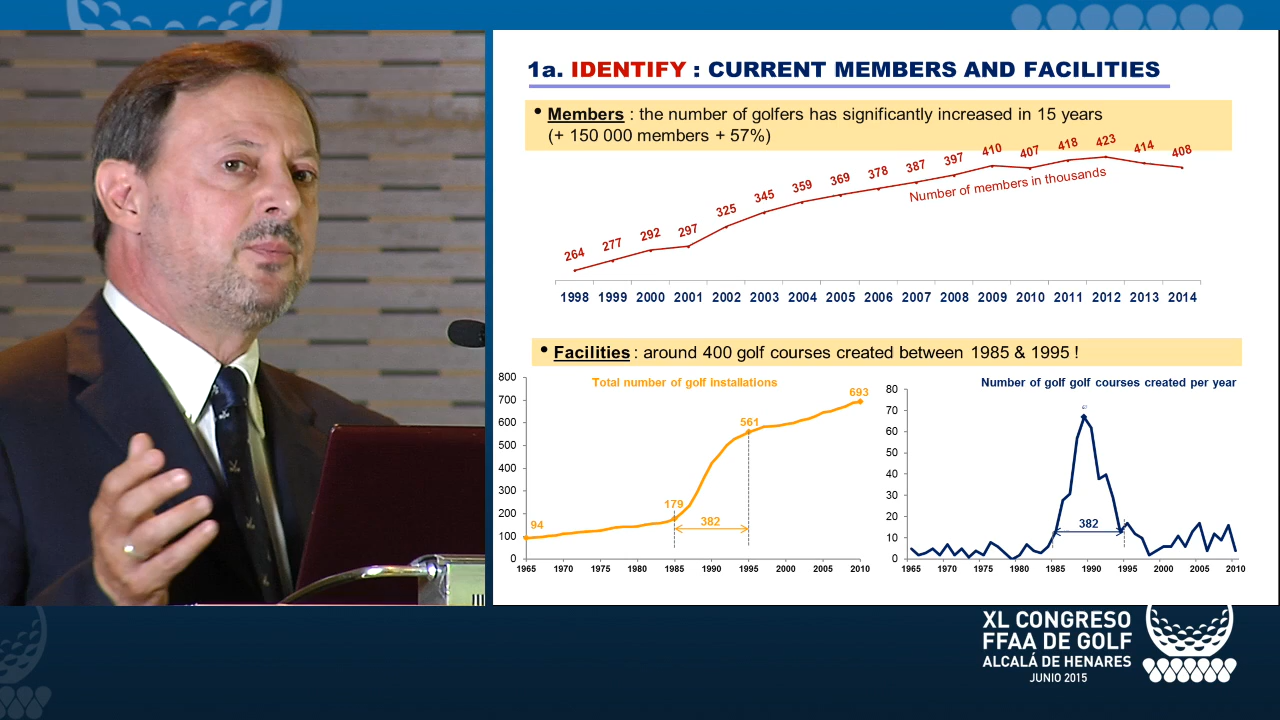 1a. IDENTIFY : CURRENT MEMBERS AND FACILITIES
• Members : the number of golfers has significantly increased in 15 years
(+ 150 000 members + 57%)
264 277 292 297 325 345 359 369 378 387 397 410 407 418 423 414 408
Number of members in thousands
1998 1999 2000 2001 2002 2003 2004 2005 2006 2007 2008 2009 2010 2011 2012 2013 2014
• Facilities : around 400 golf courses created between 1985 & 1995 !
Total number of golf installations
800
700
600
500
400
300
200
100
0
94
179
382
561
693
1965 1970 1975 1980 1985 1990 1995 2000 2005 2010
Number of golf golf courses created per year
80
70
60
50
40
30
20
10
0
67
382
1965 1970 1975 1980 1985 1990 1995 2000 2005 2010
XL CONGRESO
FFAA DE GOLF
ALCALÁ DE HENARES
JUNIO 2015